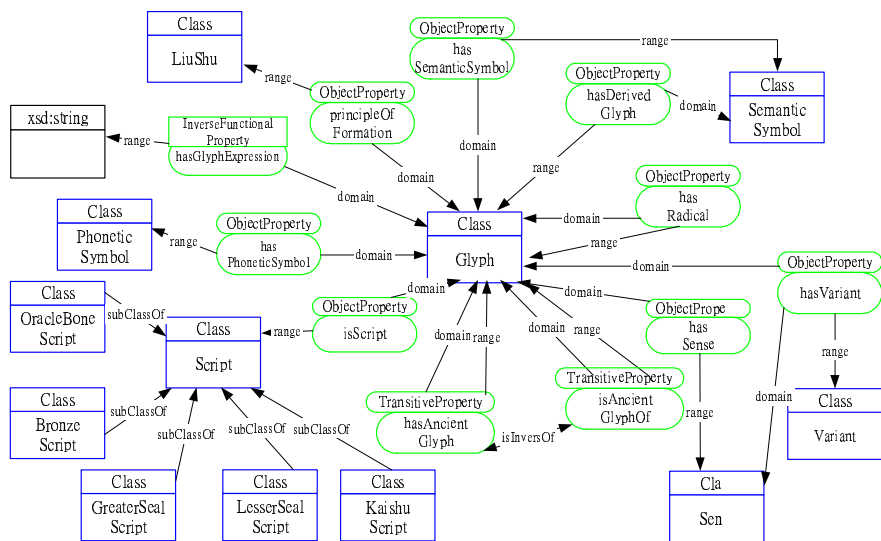 Class
LiuShu
ObjectProperty
has
SemanticSymbol
range
range
ObjectProperty
principleOf
Formation
ObjectProperty
hasDerived
Glyph
domain
Class
Semantic
Symbol
xsd:string
range
InverseFunctional
Property
hasGlyphExpression
domain
domain
domain
range
ObjectProperty
has
Radical
domain
range
Class
Phonetic
Symbol
range
ObjectProperty
has
PhoneticSymbol
domain
Class
Glyph
domain
ObjectProperty
hasVariant
Class
OracleBone
Script
subClassOf
Class
Script
range
ObjectProperty
isScript
domain
domain
range
domain
range
domain
ObjectPrope
has
Sense
range
domain
range
Class
Variant
Class
Bronze
Script
subClassOf
subClassOf
subClassOf
subClassOf
TransitiveProperty
hasAncient
Glyph
isInversOf
TransitiveProperty
isAncient
GlyphOf
Class
GreaterSeal
Script
Class
LesserSeal
Script
Class
Kaishu
Script
Cla
Sen